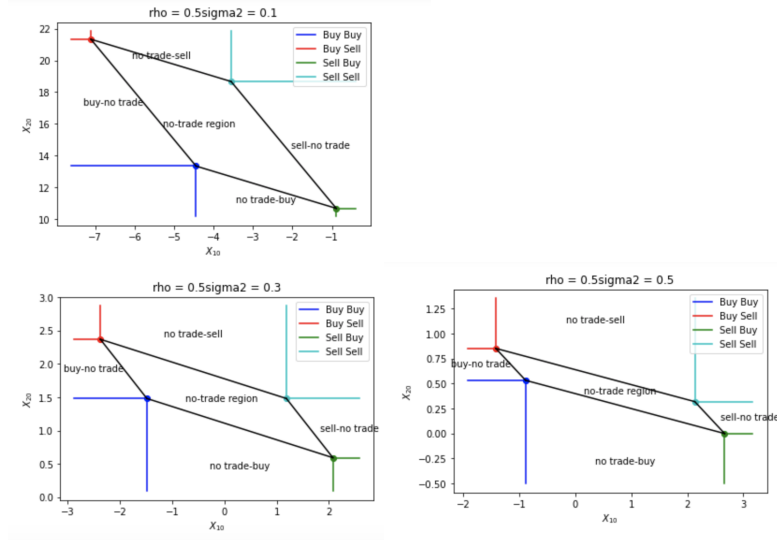 rho = 0.5sigma2 = 0.1
22
20
18
16
14
12
10
X20
no trade-sell
buy-no trade
no-trade region
sell-no trade
no trade-buy
Buy Buy
Buy Sell
Sell Buy
Sell Sell
−7 −6 −5 −4 −3 −2 −1
X10
rho = 0.5sigma2 = 0.3
3.0
2.5
2.0
1.5
1.0
0.5
0.0
X20
no trade-sell
buy-no trade
no-trade region
sell-no trade
no trade-buy
Buy Buy
Buy Sell
Sell Buy
Sell Sell
−3 −2 −1 0 1 2
X10
rho = 0.5sigma2 = 0.5
1.25
1.00
0.75
0.50
0.25
0.00
−0.25
−0.50
X20
no trade-sell
buy-no trade
no-trade region
sell-no trade
no trade-buy
Buy Buy
Buy Sell
Sell Buy
Sell Sell
−2 −1 0 1 2 3
X10